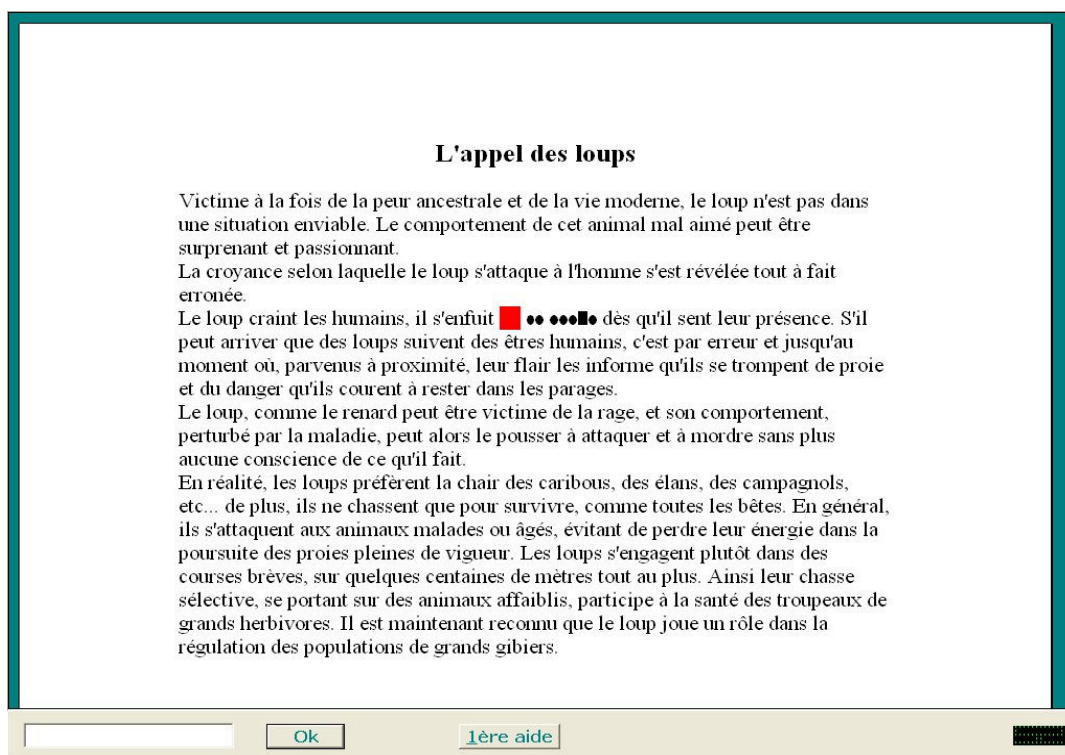 L'appel des loups
Victime à la fois de la peur ancestrale et de la vie moderne, le loup n'est pas dans
une situation enviable. Le comportement de cet animal mal aimé peut être
surprenant et passionnant.
La croyance selon laquelle le loup s'attaque à l'homme s'est révélée tout à fait
erronée.
Le loup craint les humains, il s'enfuit dès qu'il sent leur présence. S'il
peut arriver que des loups suivent des êtres humains, c'est par erreur et jusqu'au
moment où, parvenus à proximité, leur flair les informe qu'ils se trompent de proie
et du danger qu'ils courent à rester dans les parages.
Le loup, comme le renard peut être victime de la rage, et son comportement,
perturbé par la maladie, peut alors le pousser à attaquer et à mordre sans plus
aucune conscience de ce qu'il fait.
En réalité, les loups préfèrent la chair des caribous, des élans, des campagnols,
etc... de plus, ils ne chassent que pour survivre, comme toutes les bêtes. En général,
ils s'attaquent aux animaux malades ou âgés, évitant de perdre leur énergie dans la
poursuite des proies pleines de vigueur. Les loups s'engagent plutôt dans des
courses brèves, sur quelques centaines de mètres tout au plus. Ainsi leur chasse
sélective, se portant sur des animaux affaiblis, participe à la santé des troupeaux de
grands herbivores. Il est maintenant reconnu que le loup joue un rôle dans la
régulation des populations de grands gibiers.
Ok
1ère aide